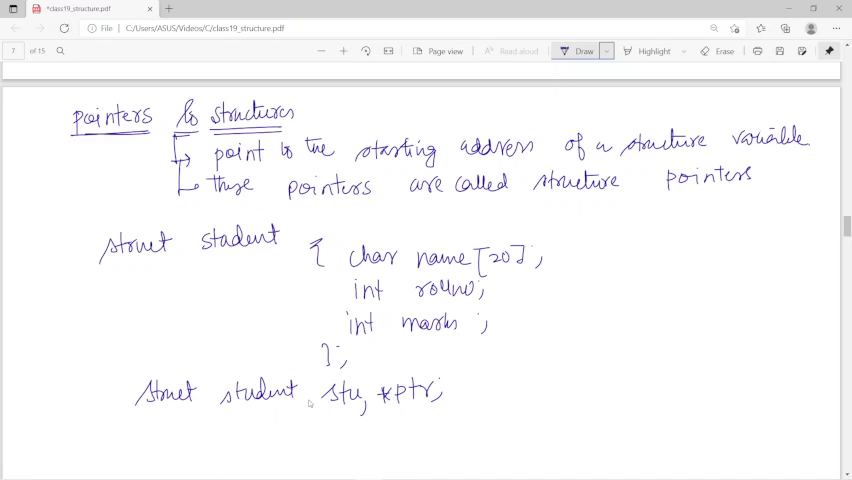 *class19_structure.pdf
File C:/Users/ASUS/Videos/C/class19_structure.pdf
7 of 15 Page view Read aloud Draw Highlight Erase
pointers to structures
point to the starting address of a structure variable
these pointers are called structure pointers
struct student
{ char name [20];
int rollno;
int marks ;
};
struct student stu, *ptr;